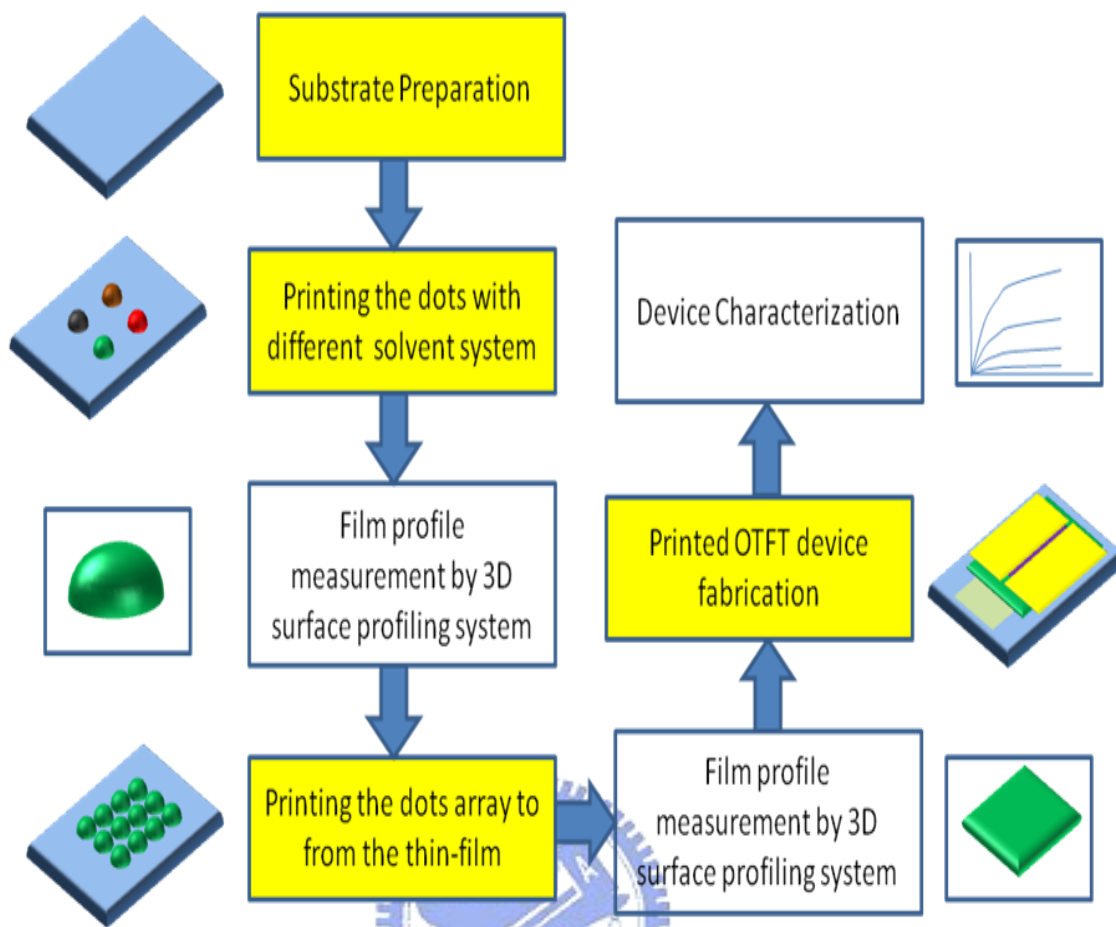 Substrate Preparation
Printing the dots with
different solvent system
Film profile
measurement by 3D
surface profiling system
Printing the dots array to
from the thin-film
Film profile
measurement by 3D
surface profiling system
Printed OTFT device
fabrication
Device Characterization